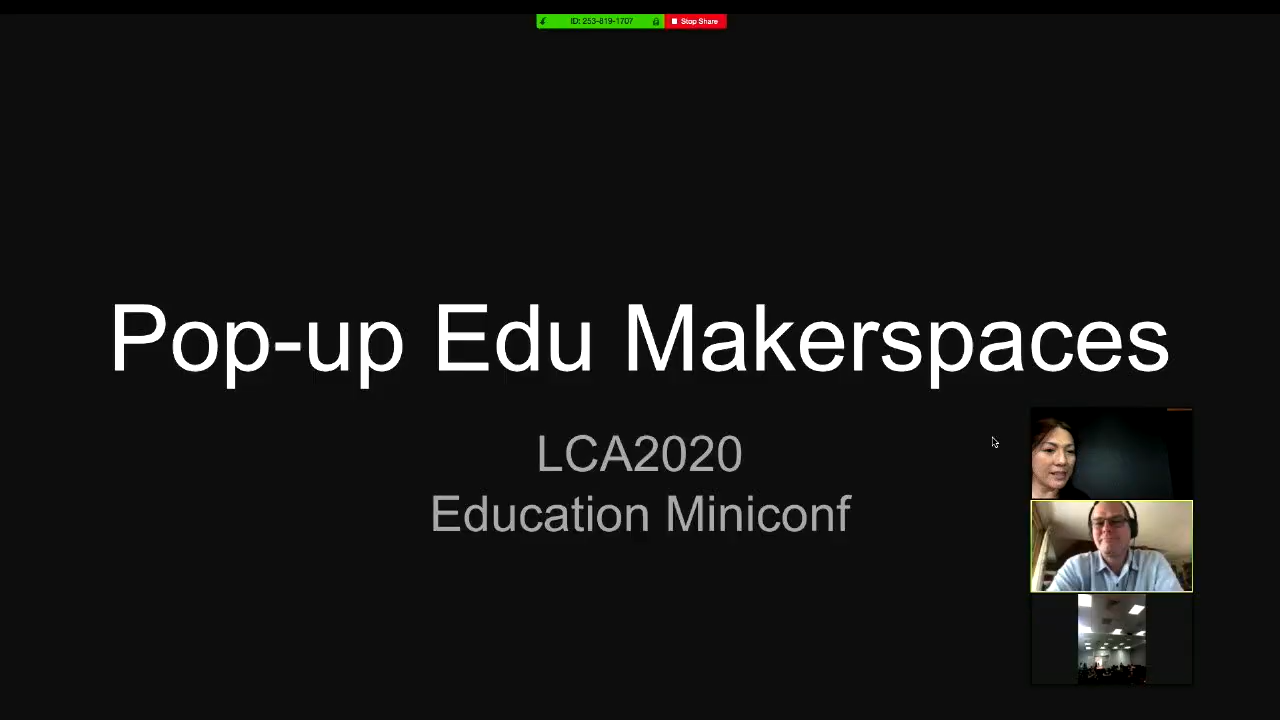 ID: 253-819-1707
Stop Share
Pop-up Edu Makerspaces
LCA2020
Education Miniconf